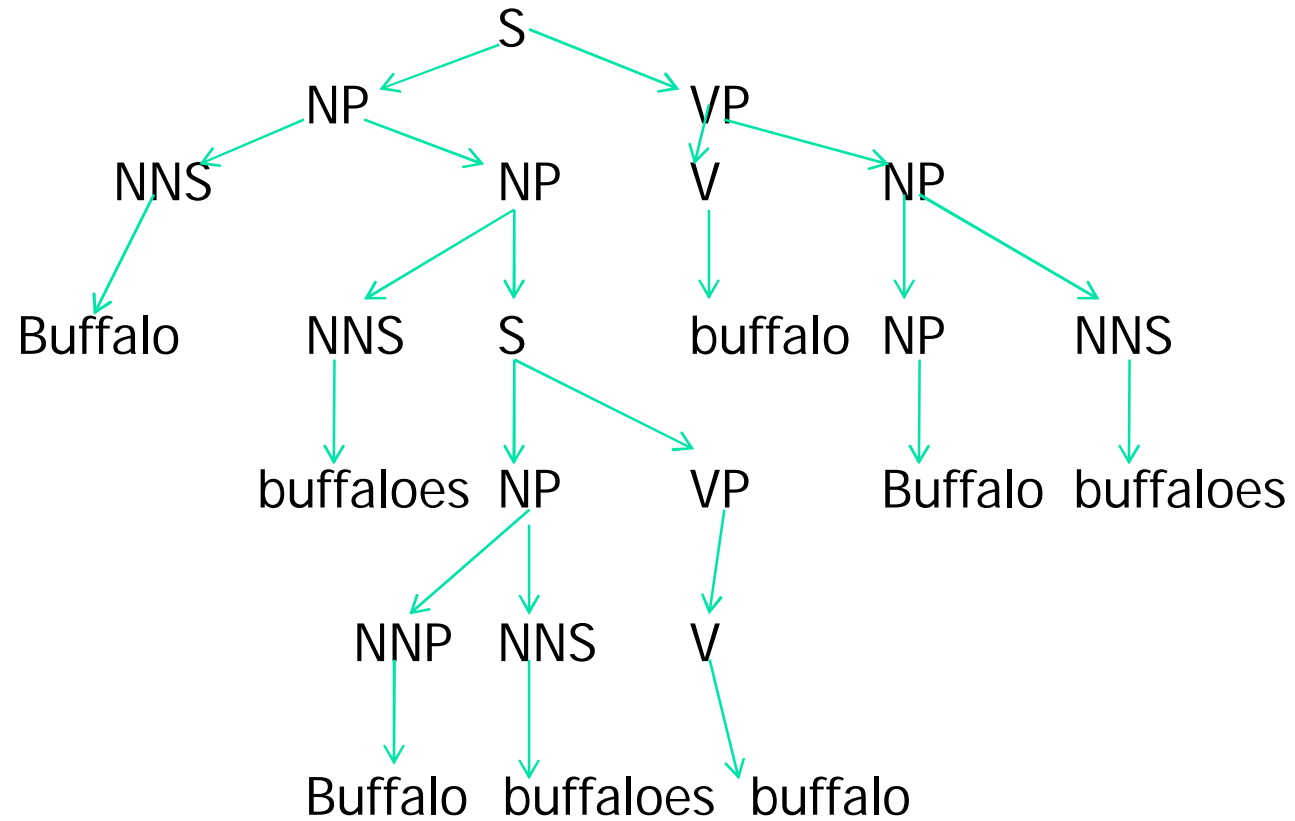 S
NP VP
NNS NP V NP
Buffalo NNS S buffalo NP NNS
buffaloes NP VP Buffalo buffaloes
NNP NNS V
Buffalo buffaloes buffalo